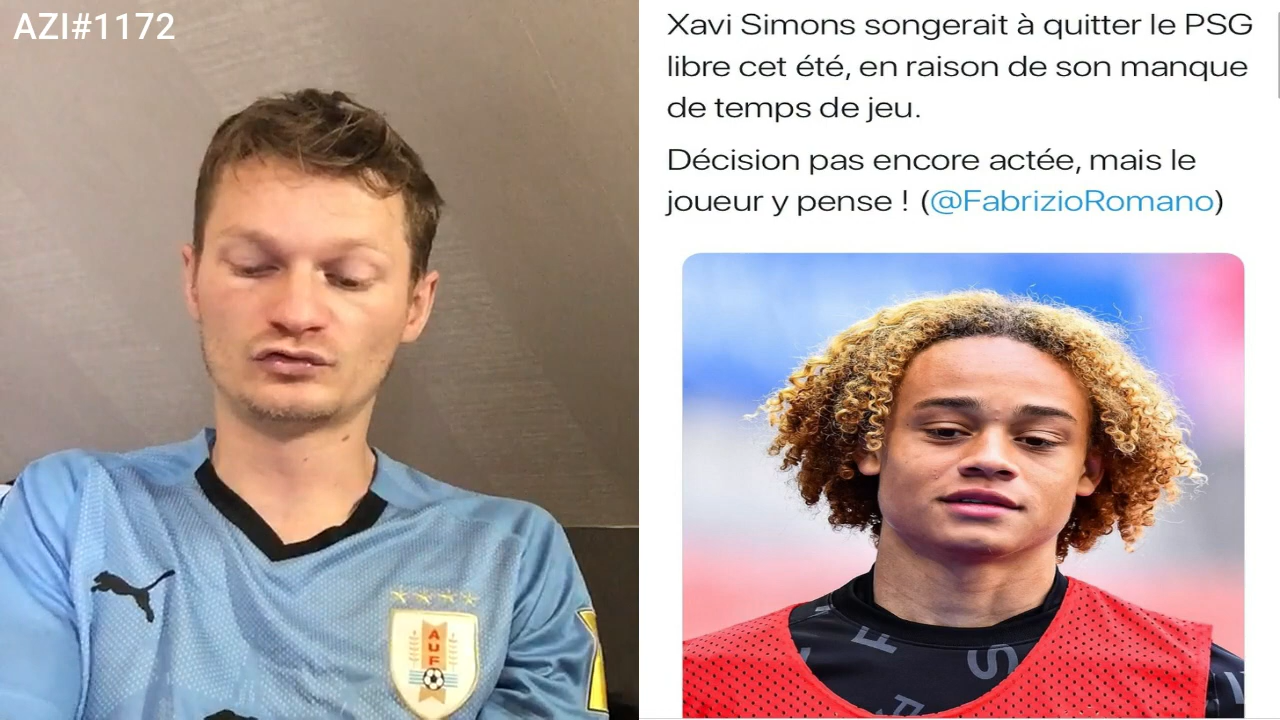 AZI#1172
Xavi Simons songerait à quitter le PSG
libre cet été, en raison de son manque
de temps de jeu.
Décision pas encore actée, mais le
joueur y pense ! (@FabrizioRomano)
AUF
F
S